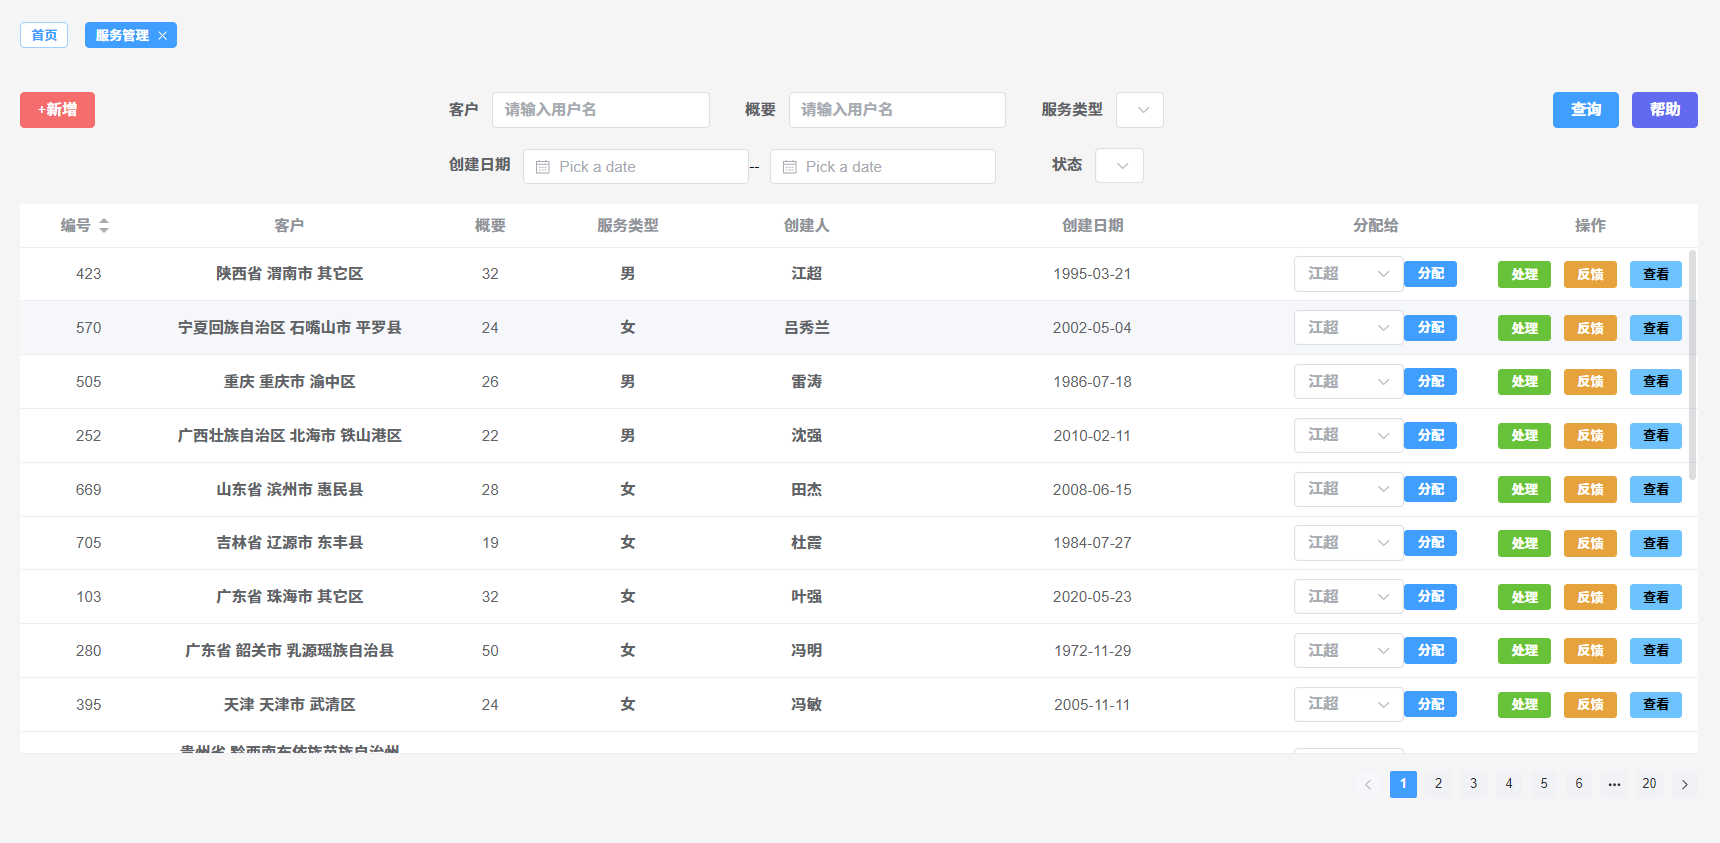 首页 服务管理
+新增 客户 请输入用户名 概要 请输入用户名 服务类型 查询 帮助
创建日期 Pick a date -- Pick a date 状态
编号 客户 概要 服务类型 创建人 创建日期 分配给 操作
423 陕西省 渭南市 其它区 32 男 江超 1995-03-21 江超 分配 处理 反馈 查看
570 宁夏回族自治区 石嘴山市 平罗县 24 女 吕秀兰 2002-05-04 江超 分配 处理 反馈 查看
505 重庆 重庆市 渝中区 26 男 雷涛 1986-07-18 江超 分配 处理 反馈 查看
252 广西壮族自治区 北海市 铁山港区 22 男 沈强 2010-02-11 江超 分配 处理 反馈 查看
669 山东省 滨州市 惠民县 28 女 田杰 2008-06-15 江超 分配 处理 反馈 查看
705 吉林省 辽源市 东丰县 19 女 杜霞 1984-07-27 江超 分配 处理 反馈 查看
103 广东省 珠海市 其它区 32 女 叶强 2020-05-23 江超 分配 处理 反馈 查看
280 广东省 韶关市 乳源瑶族自治县 50 女 冯明 1972-11-29 江超 分配 处理 反馈 查看
395 天津 天津市 武清区 24 女 冯敏 2005-11-11 江超 分配 处理 反馈 查看
贵州省 黔西南布依族苗族自治州
1 2 3 4 5 6 ••• 20